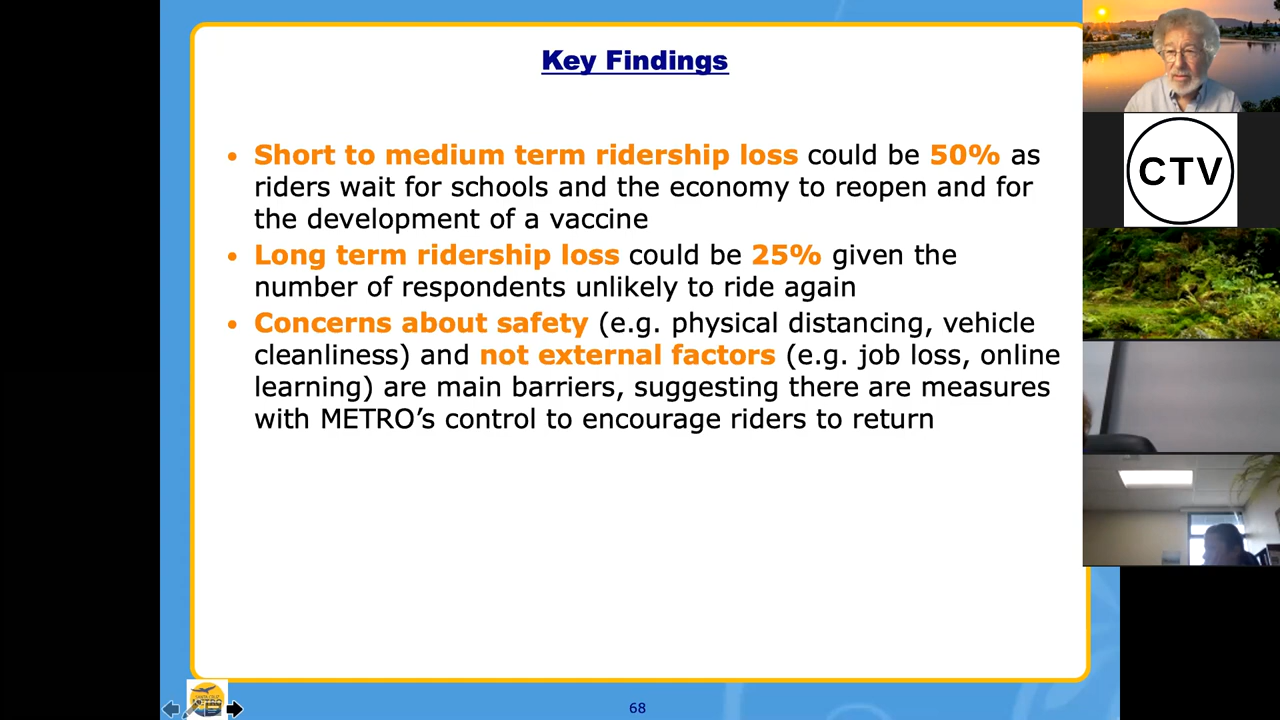 Key Findings
• Short to medium term ridership loss could be 50% as
riders wait for schools and the economy to reopen and for
the development of a vaccine
• Long term ridership loss could be 25% given the
number of respondents unlikely to ride again
• Concerns about safety (e.g. physical distancing, vehicle
cleanliness) and not external factors (e.g. job loss, online
learning) are main barriers, suggesting there are measures
with METRO’s control to encourage riders to return
CTV
68